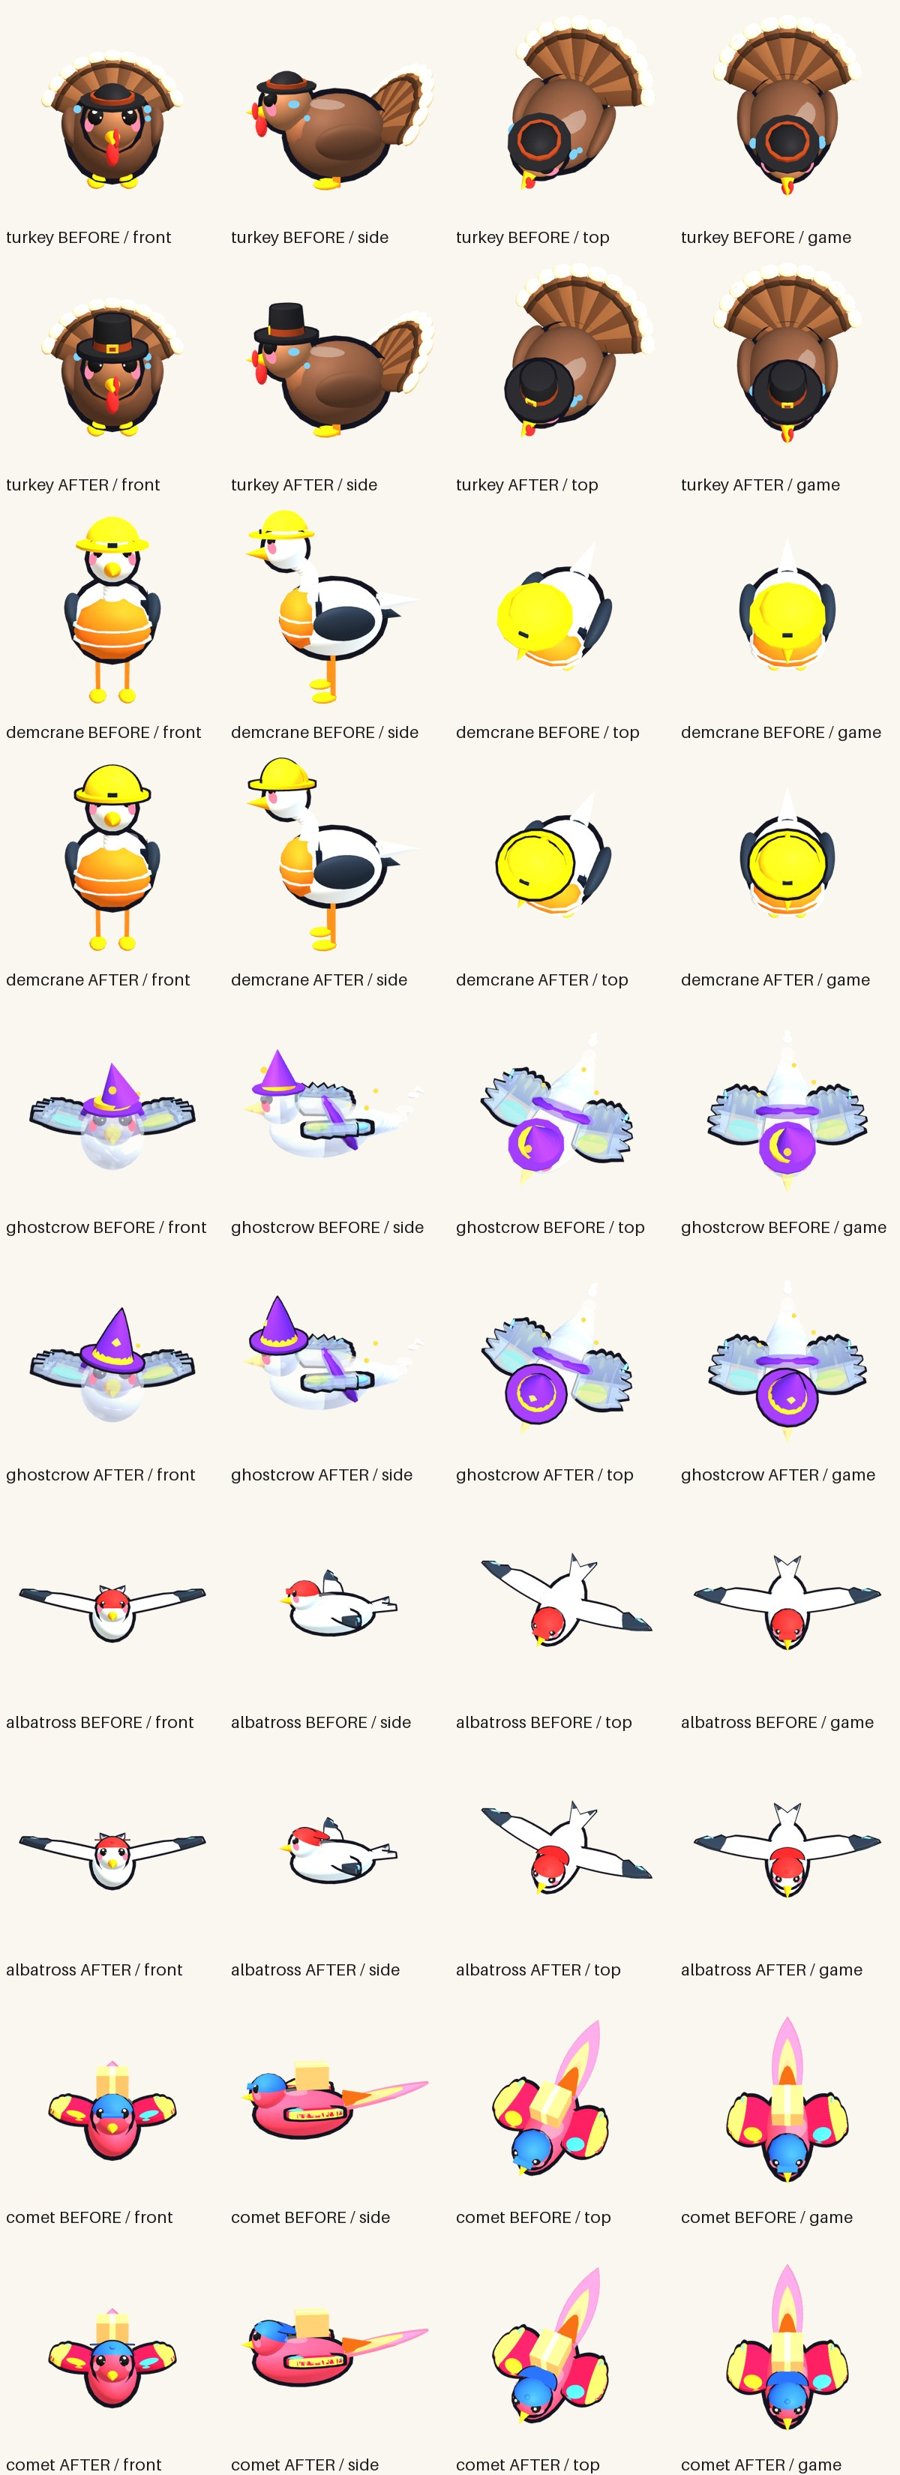 turkey BEFORE / front turkey BEFORE / side turkey BEFORE / top turkey BEFORE / game
turkey AFTER / front turkey AFTER / side turkey AFTER / top turkey AFTER / game
demcrane BEFORE / front demcrane BEFORE / side demcrane BEFORE / top demcrane BEFORE / game
demcrane AFTER / front demcrane AFTER / side demcrane AFTER / top demcrane AFTER / game
ghostcrow BEFORE / front ghostcrow BEFORE / side ghostcrow BEFORE / top ghostcrow BEFORE / game
ghostcrow AFTER / front ghostcrow AFTER / side ghostcrow AFTER / top ghostcrow AFTER / game
albatross BEFORE / front albatross BEFORE / side albatross BEFORE / top albatross BEFORE / game
albatross AFTER / front albatross AFTER / side albatross AFTER / top albatross AFTER / game
comet BEFORE / front comet BEFORE / side comet BEFORE / top comet BEFORE / game
comet AFTER / front comet AFTER / side comet AFTER / top comet AFTER / game